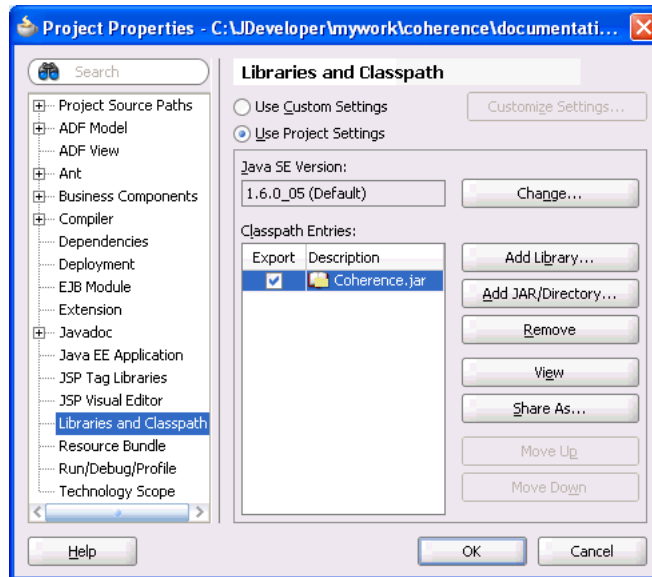 Project Properties - C:\JDeveloper\mywork\coherence\documentati...
Search
Project Source Paths
ADF Model
ADF View
Ant
Business Components
Compiler
Dependencies
Deployment
EJB Module
Extension
Javadoc
Java EE Application
JSP Tag Libraries
JSP Visual Editor
Libraries and Classpath
Resource Bundle
Run/Debug/Profile
Technology Scope
Libraries and Classpath
Use Custom Settings
Customize Settings...
Use Project Settings
Java SE Version:
1.6.0_05 (Default)
Change...
Classpath Entries:
Export Description
Coherence.jar
Add Library...
Add JAR/Directory...
Remove
View
Share As...
Move Up
Move Down
Help
OK
Cancel